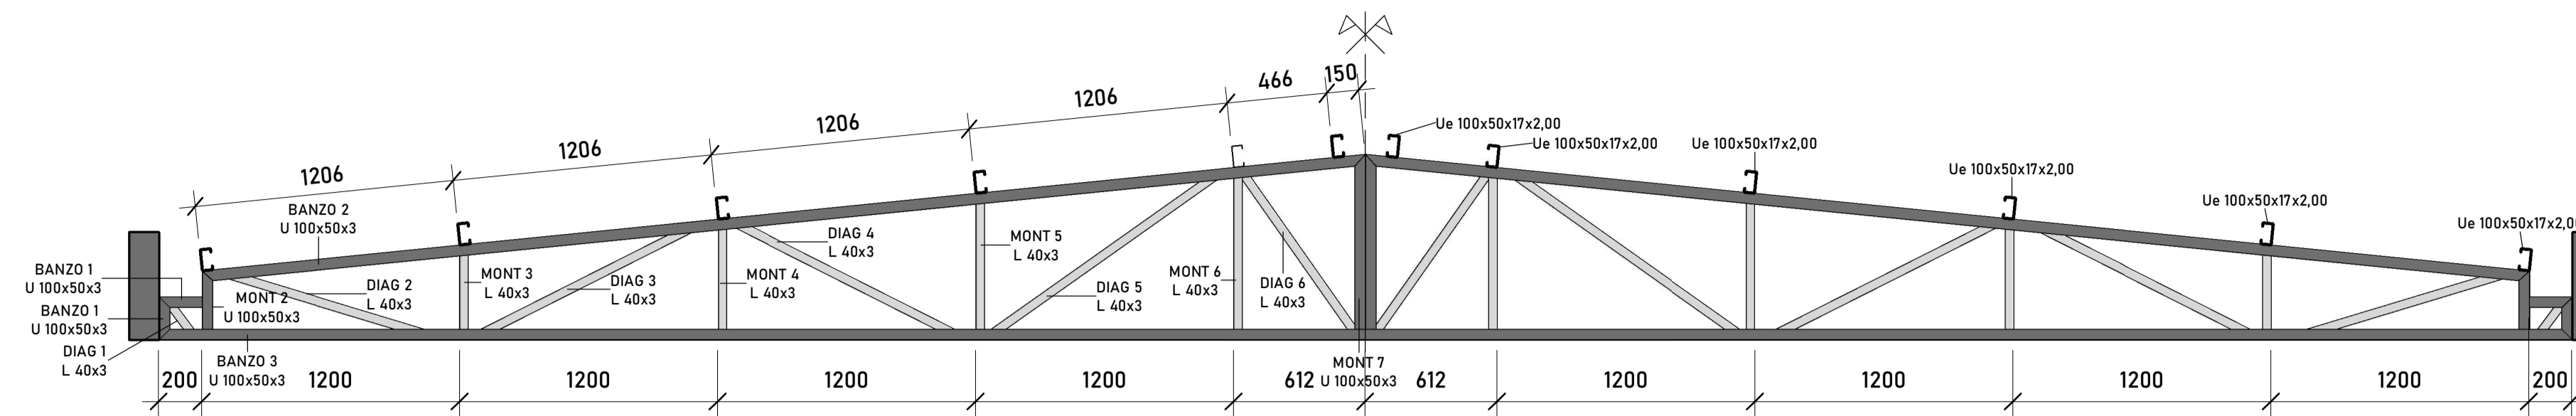 150
466
1206
1206
1206
1206
Ue 100x50x17x2,00
Ue 100x50x17x2,00
Ue 100x50x17x2,00
Ue 100x50x17x2,00
Ue 100x50x17x2,00
Ue 100x50x17x2,0
BANZO 2
U 100x50x3
BANZO 1
U 100x50x3
BANZO 1
U 100x50x3
DIAG 1
L 40x3
MONT 2
U 100x50x3
DIAG 2
L 40x3
MONT 3
L 40x3
DIAG 3
L 40x3
MONT 4
L 40x3
DIAG 4
L 40x3
MONT 5
L 40x3
DIAG 5
L 40x3
MONT 6
L 40x3
DIAG 6
L 40x3
BANZO 3
U 100x50x3
MONT 7
U 100x50x3
200
1200
1200
1200
1200
612
612
1200
1200
1200
1200
200